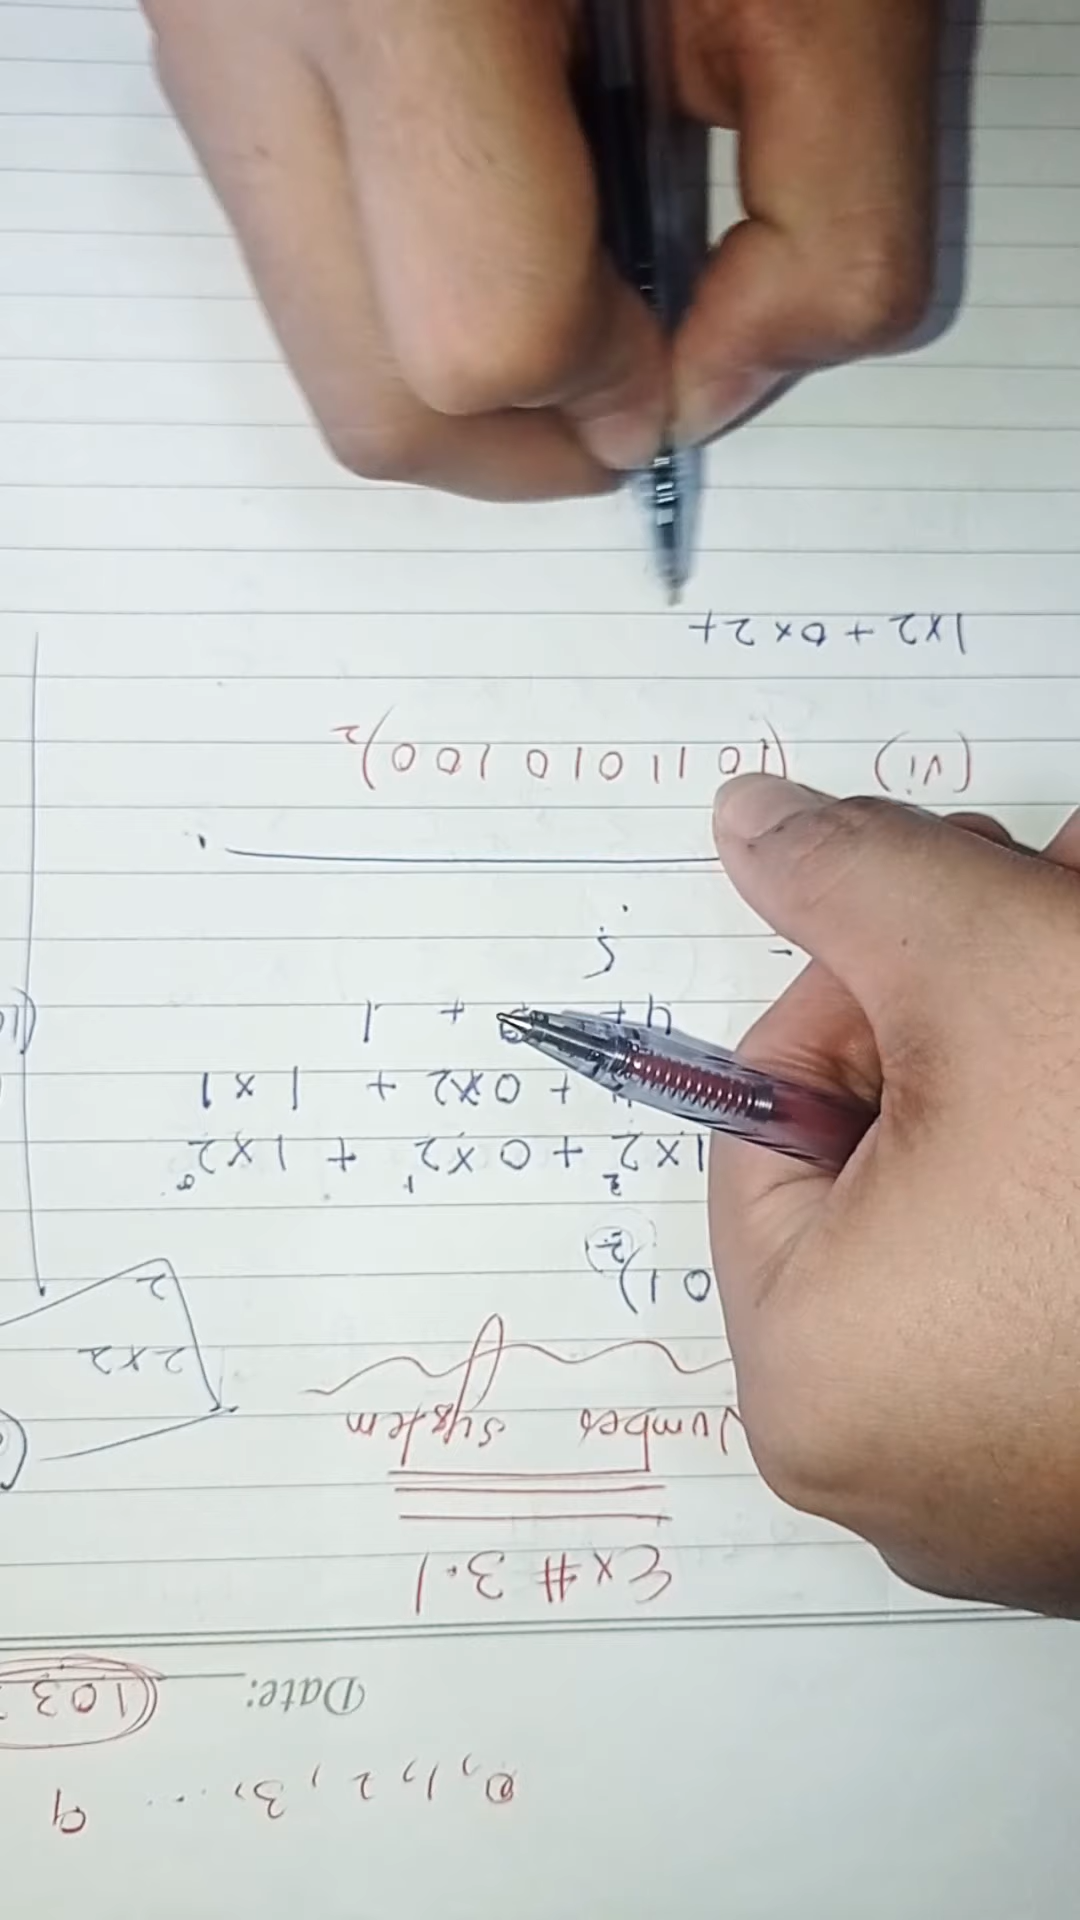 0, 1, 2, 3, ... 9
Date:
(103
Ex # 3.1
Number System
2×2
2
01)2
1×2² + 0×2¹ + 1×2⁰
+ 0×2 + 1×1
4 + + 1
5
(vi) (1011010100)2
1×2 + 0×2+